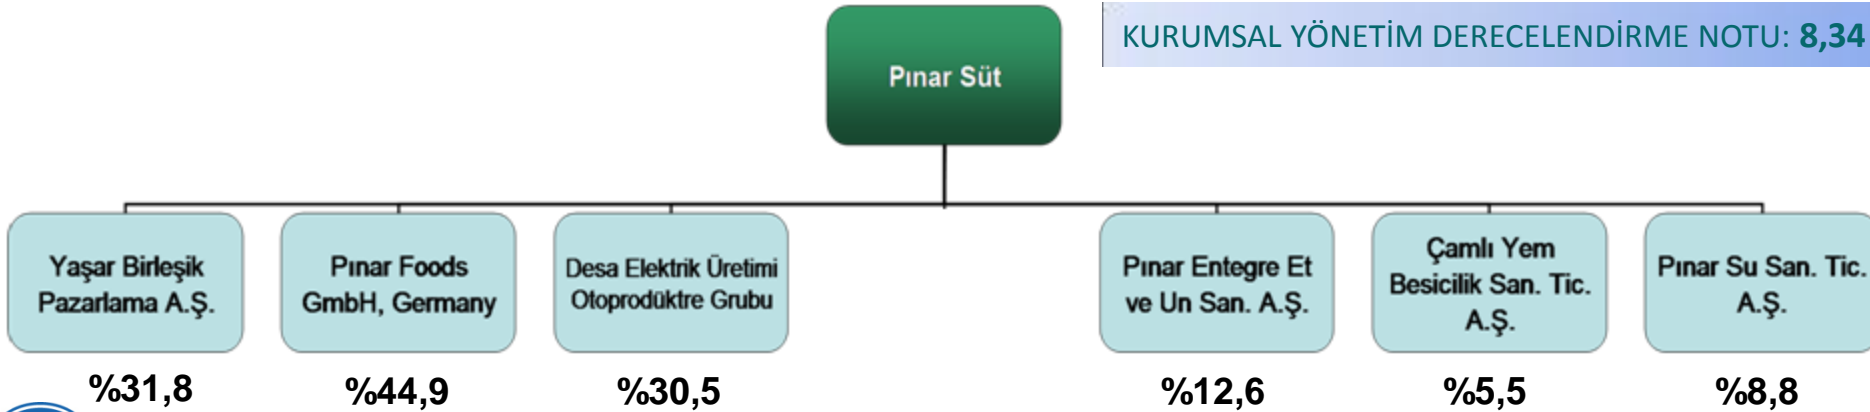 KURUMSAL YÖNETİM DERECELENDİRME NOTU: 8,34
Pınar Süt
Yaşar Birleşik
Pazarlama A.Ş.
%31,8
Pınar Foods
GmbH, Germany
%44,9
Desa Elektrik Üretimi
Otoprodüktre Grubu
%30,5
Pınar Entegre Et
ve Un San. A.Ş.
%12,6
Çamlı Yem
Besicilik San. Tic.
A.Ş.
%5,5
Pınar Su San. Tic.
A.Ş.
%8,8